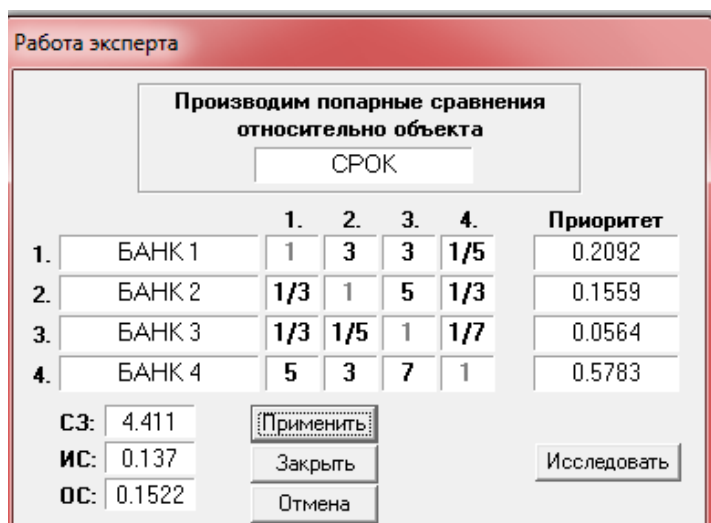 Работа эксперта
Производим попарные сравнения
относительно объекта
СРОК
1. 2. 3. 4. Приоритет
1. БАНК 1 1 3 3 1/5 0.2092
2. БАНК 2 1/3 1 5 1/3 0.1559
3. БАНК 3 1/3 1/5 1 1/7 0.0564
4. БАНК 4 5 3 7 1 0.5783
СЗ: 4.411 Применить
ИС: 0.137 Закрыть Исследовать
ОС: 0.1522 Отмена